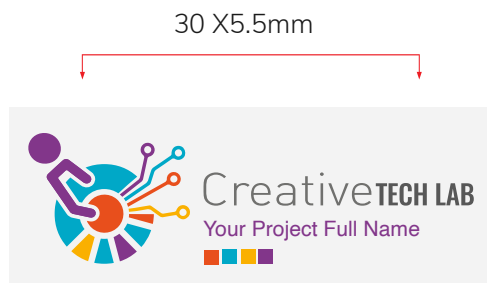 30 X5.5mm
CreativeTECH LAB
Your Project Full Name